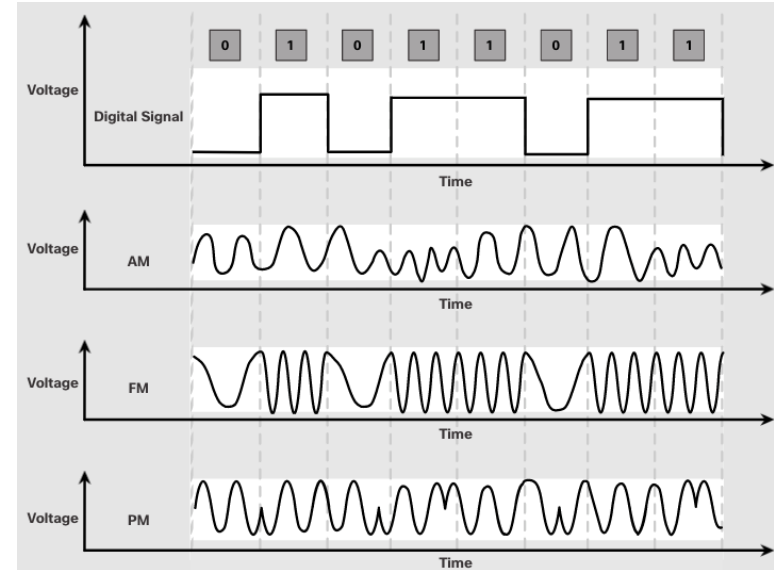 0 1 0 1 1 0 1 1
Voltage
Digital Signal
Time
Voltage
AM
Time
Voltage
FM
Time
Voltage
PM
Time